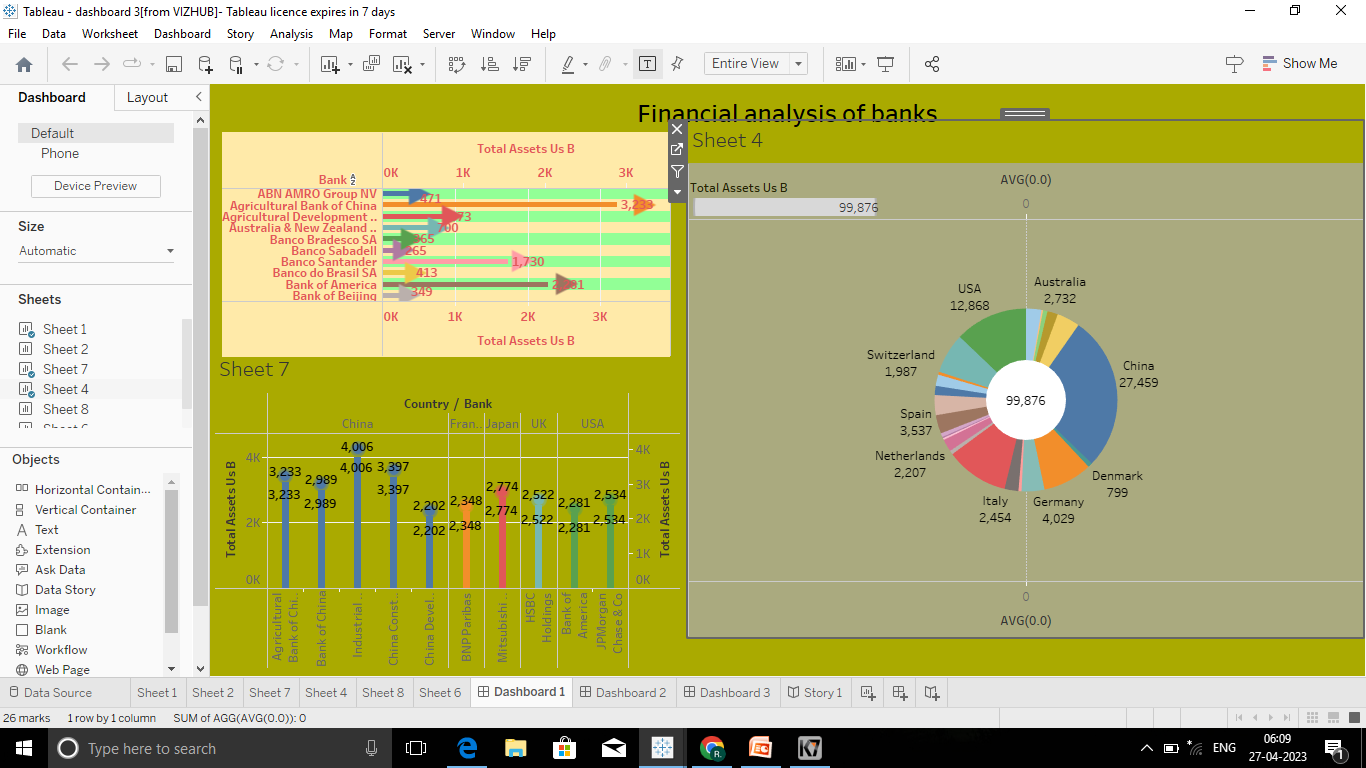 Tableau - dashboard 3[from VIZHUB]- Tableau licence expires in 7 days
File Data Worksheet Dashboard Story Analysis Map Format Server Window Help
Entire View
Show Me
Dashboard Layout
Default
Phone
Device Preview
Size
Automatic
Sheets
Sheet 1
Sheet 2
Sheet 7
Sheet 4
Sheet 8
Objects
Horizontal Contain...
Vertical Container
Text
Extension
Ask Data
Data Story
Image
Blank
Workflow
Web Page
Financial analysis of banks
Total Assets Us B
Bank
0K 1K 2K 3K
ABN AMRO Group NV 471
Agricultural Bank of China 3,233
Agricultural Development ..
Australia & New Zealand .. 700
Banco Bradesco SA 365
Banco Sabadell 265
Banco Santander 1,730
Banco do Brasil SA 413
Bank of America
Bank of Beijing 349
0K 1K 2K 3K
Total Assets Us B
Sheet 7
Country / Bank
China Fran.. Japan UK USA
Total Assets Us B
4K
2K
0K
3,233
3,233
2,989
2,989
4,006
4,006
3,397
3,397
2,202
2,202
2,348
2,348
2,774
2,774
2,522
2,522
2,281
2,281
2,534
2,534
4K
3K
2K
1K
0K
Total Assets Us B
Agricultural
Bank of Chi..
Bank of China
Industrial ..
China Const..
China Devel..
BNP Paribas
Mitsubishi ..
HSBC
Holdings
Bank of
America
JPMorgan
Chase & Co
Sheet 4
Total Assets Us B
99,876
AVG(0.0)
0
USA
12,868
Australia
2,732
Switzerland
1,987
China
27,459
99,876
Spain
3,537
Netherlands
2,207
Italy
2,454
Germany
4,029
Denmark
799
0
AVG(0.0)
Data Source Sheet 1 Sheet 2 Sheet 7 Sheet 4 Sheet 8 Sheet 6 Dashboard 1 Dashboard 2 Dashboard 3 Story 1
26 marks 1 row by 1 column SUM of AGG(AVG(0.0)): 0
Type here to search
ENG
06:09
27-04-2023
1